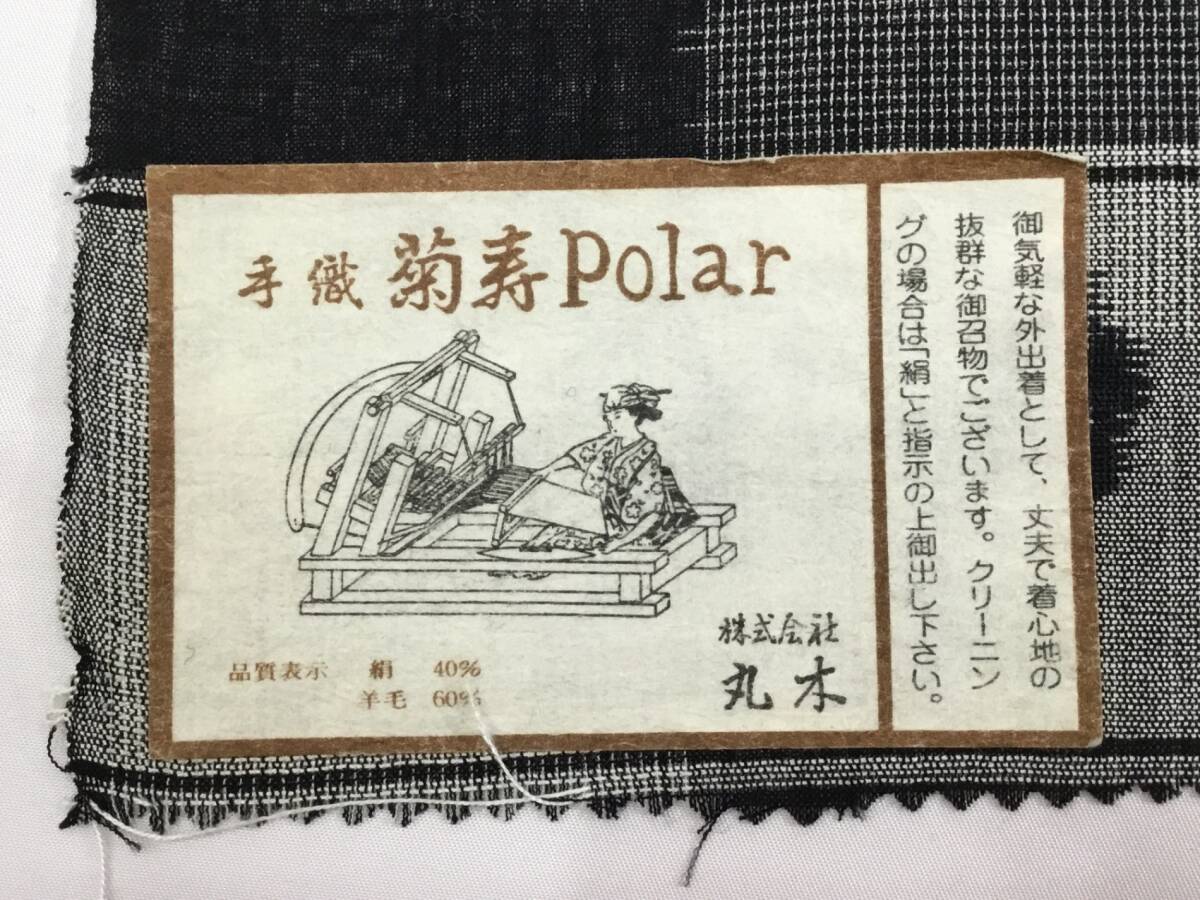 手織 菊寿Polar
品質表示 絹 40%
羊毛 60%
株式会社
丸木
御気軽な外出着として、丈夫で着心地の
抜群な御召物でございます。クリーニン
グの場合は「絹」と指示の上御出し下さい。